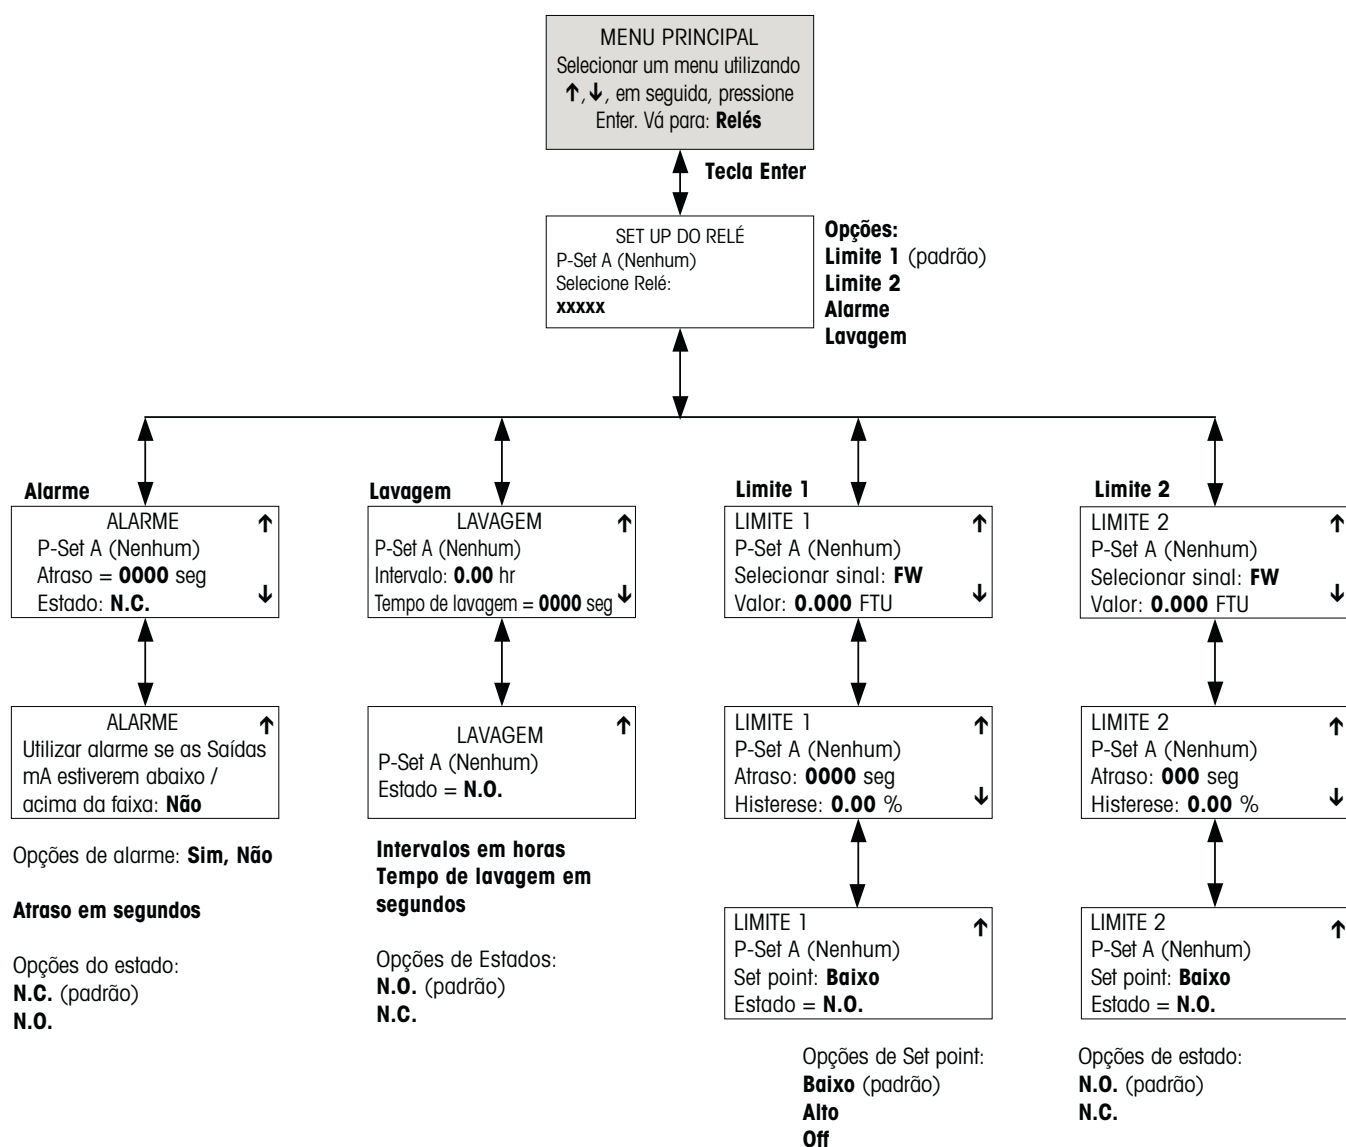 MENU PRINCIPAL
Selecionar um menu utilizando
↑,↓, em seguida, pressione
Enter. Vá para: Relés
Tecla Enter
SET UP DO RELÉ
P-Set A (Nenhum)
Selecione Relé:
xxxxx
Opções:
Limite 1 (padrão)
Limite 2
Alarme
Lavagem
Alarme
ALARME ↑
P-Set A (Nenhum)
Atraso = 0000 seg
Estado: N.C. ↓
ALARME ↑
Utilizar alarme se as Saídas
mA estiverem abaixo /
acima da faixa: Não
Opções de alarme: Sim, Não
Atraso em segundos
Opções do estado:
N.C. (padrão)
N.O.
Lavagem
LAVAGEM ↑
P-Set A (Nenhum)
Intervalo: 0.00 hr
Tempo de lavagem = 0000 seg ↓
LAVAGEM ↑
P-Set A (Nenhum)
Estado = N.O.
Intervalos em horas
Tempo de lavagem em
segundos
Opções de Estados:
N.O. (padrão)
N.C.
Limite 1
LIMITE 1 ↑
P-Set A (Nenhum)
Selecionar sinal: FW
Valor: 0.000 FTU ↓
LIMITE 1 ↑
P-Set A (Nenhum)
Atraso: 0000 seg
Histerese: 0.00 % ↓
LIMITE 1 ↑
P-Set A (Nenhum)
Set point: Baixo
Estado = N.O.
Opções de Set point:
Baixo (padrão)
Alto
Off
Limite 2
LIMITE 2 ↑
P-Set A (Nenhum)
Selecionar sinal: FW
Valor: 0.000 FTU ↓
LIMITE 2 ↑
P-Set A (Nenhum)
Atraso: 000 seg
Histerese: 0.00 % ↓
LIMITE 2 ↑
P-Set A (Nenhum)
Set point: Baixo
Estado = N.O.
Opções de estado:
N.O. (padrão)
N.C.